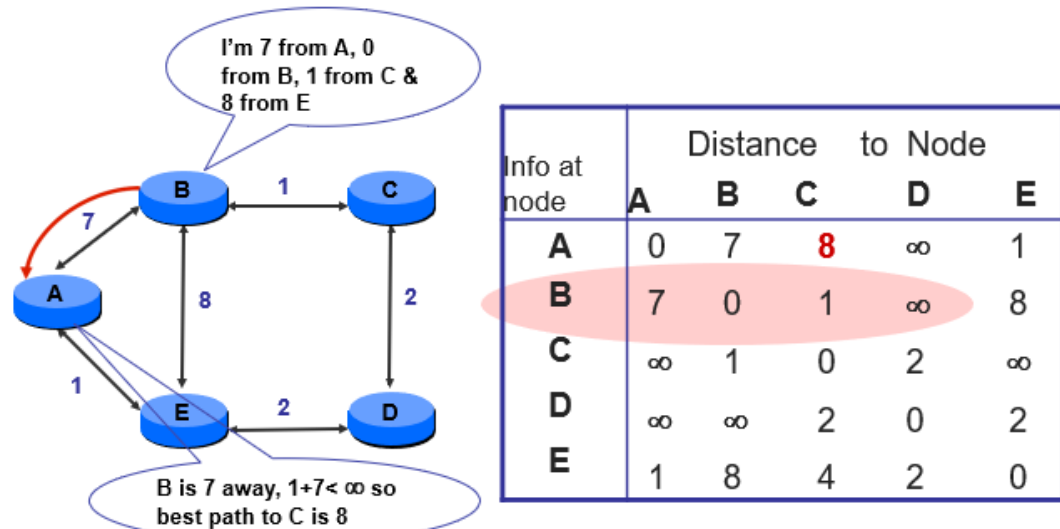 I'm 7 from A, 0
from B, 1 from C &
8 from E
B
1
C
7
A
8
2
1
E
2
D
B is 7 away, 1+7< ∞ so
best path to C is 8
Distance to Node
Info at
node
A B C D E
A 0 7 8 ∞ 1
B 7 0 1 ∞ 8
C ∞ 1 0 2 ∞
D ∞ ∞ 2 0 2
E 1 8 4 2 0